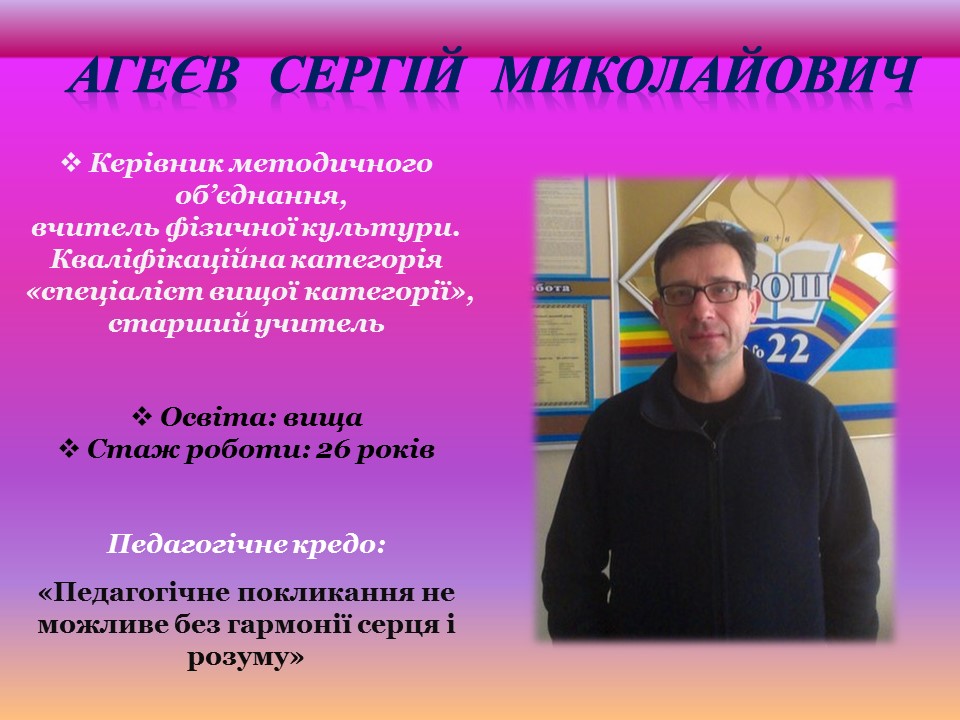 АГЕЄВ СЕРГІЙ МИКОЛАЙОВИЧ
❖ Керівник методичного
об’єднання,
вчитель фізичної культури.
Кваліфікаційна категорія
«спеціаліст вищої категорії»,
старший учитель
❖ Освіта: вища
❖ Стаж роботи: 26 років
Педагогічне кредо:
«Педагогічне покликання не
можливе без гармонії серця і
розуму»
22